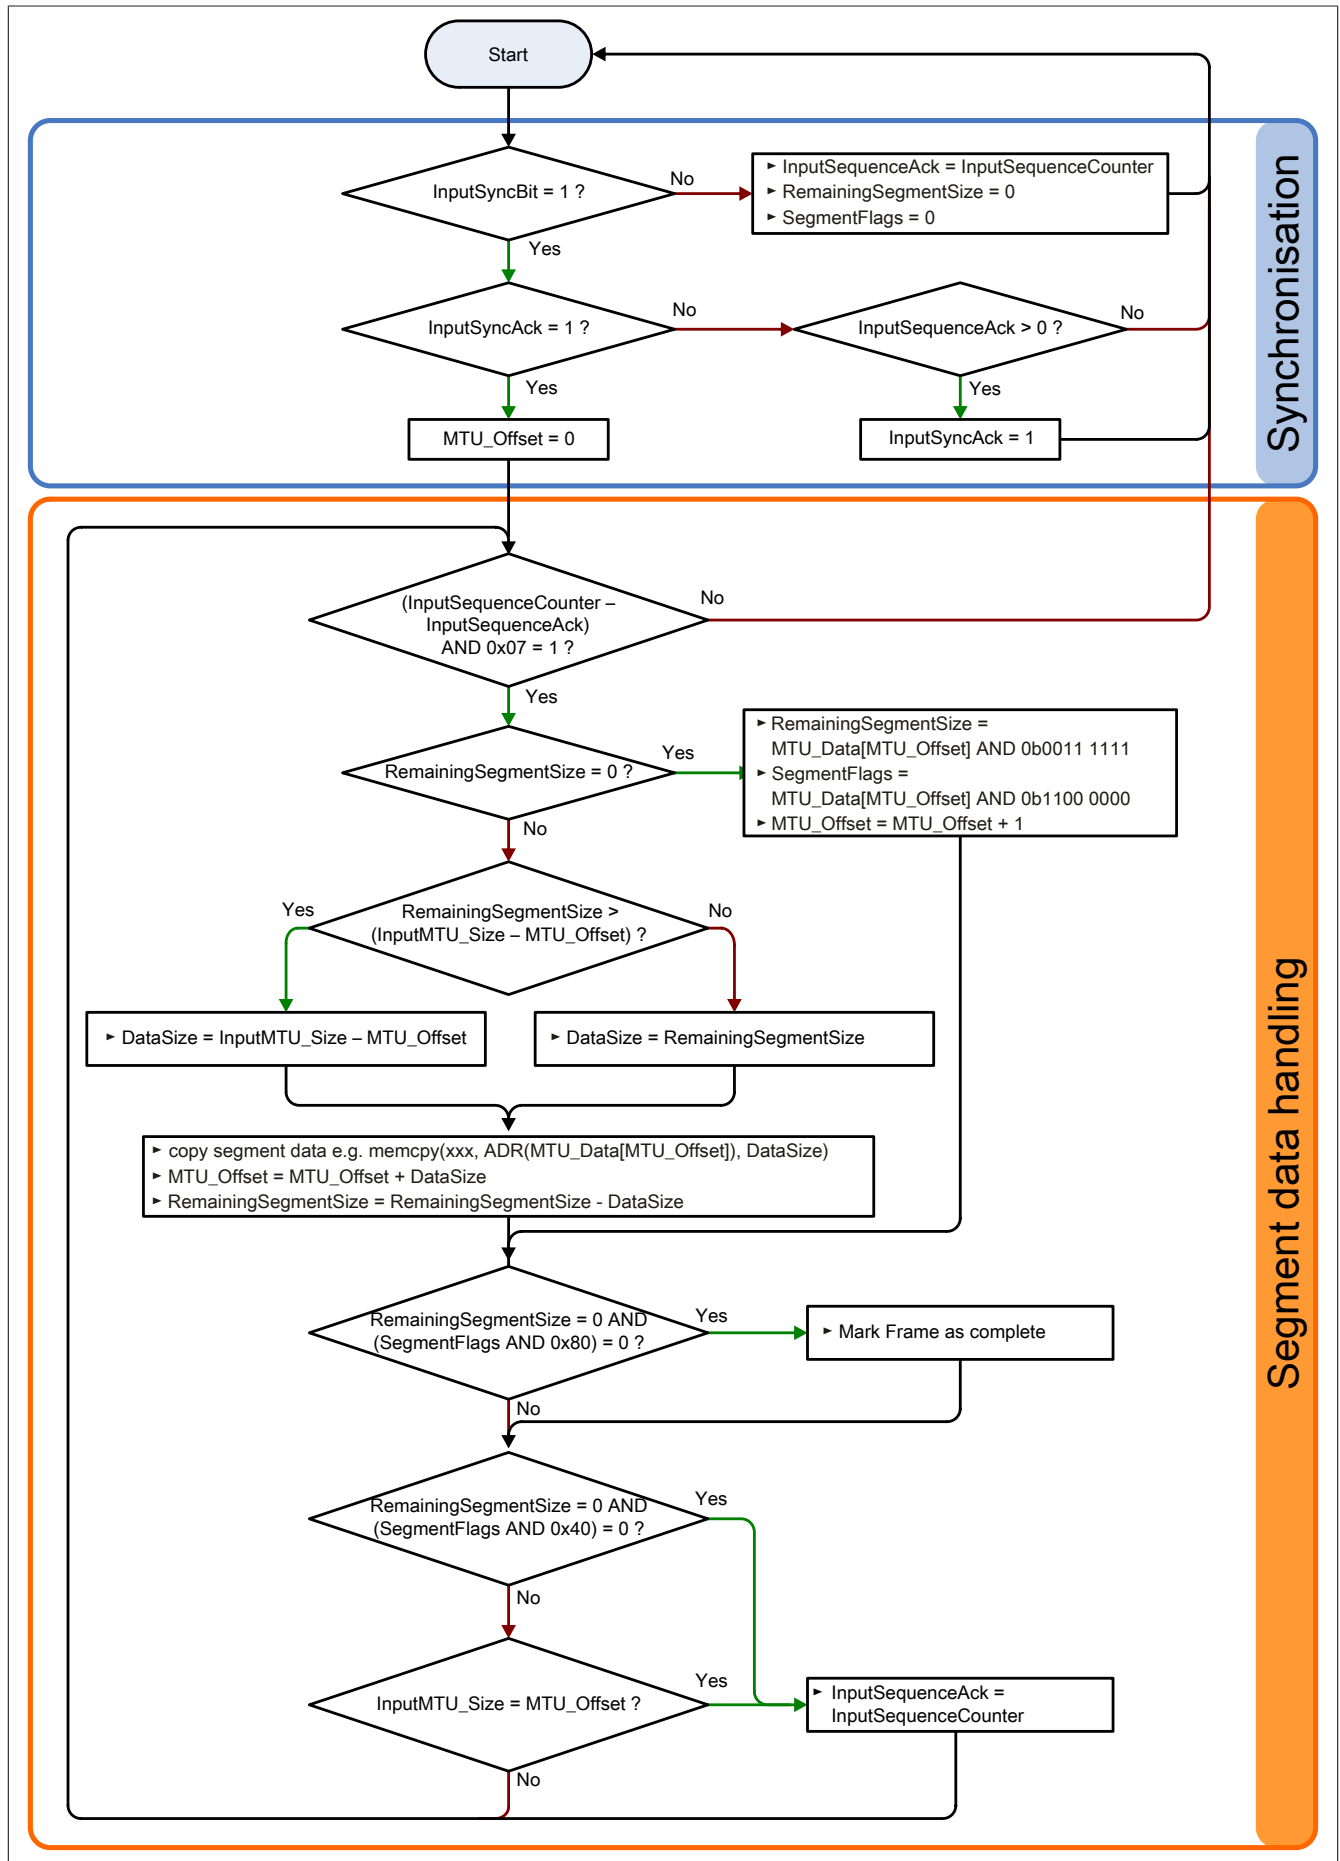 Start
InputSyncBit = 1 ?
No
► InputSequenceAck = InputSequenceCounter
► RemainingSegmentSize = 0
► SegmentFlags = 0
Yes
InputSyncAck = 1 ?
No
InputSequenceAck > 0 ?
No
Yes
Yes
MTU_Offset = 0
InputSyncAck = 1
Synchronisation
(InputSequenceCounter –
InputSequenceAck)
AND 0x07 = 1 ?
No
Yes
RemainingSegmentSize = 0 ?
Yes
► RemainingSegmentSize =
MTU_Data[MTU_Offset] AND 0b0011 1111
► SegmentFlags =
MTU_Data[MTU_Offset] AND 0b1100 0000
► MTU_Offset = MTU_Offset + 1
No
RemainingSegmentSize >
(InputMTU_Size – MTU_Offset) ?
Yes
No
► DataSize = InputMTU_Size – MTU_Offset
► DataSize = RemainingSegmentSize
► copy segment data e.g. memcpy(xxx, ADR(MTU_Data[MTU_Offset]), DataSize)
► MTU_Offset = MTU_Offset + DataSize
► RemainingSegmentSize = RemainingSegmentSize - DataSize
RemainingSegmentSize = 0 AND
(SegmentFlags AND 0x80) = 0 ?
Yes
► Mark Frame as complete
No
RemainingSegmentSize = 0 AND
(SegmentFlags AND 0x40) = 0 ?
Yes
No
InputMTU_Size = MTU_Offset ?
Yes
► InputSequenceAck =
InputSequenceCounter
No
Segment data handling